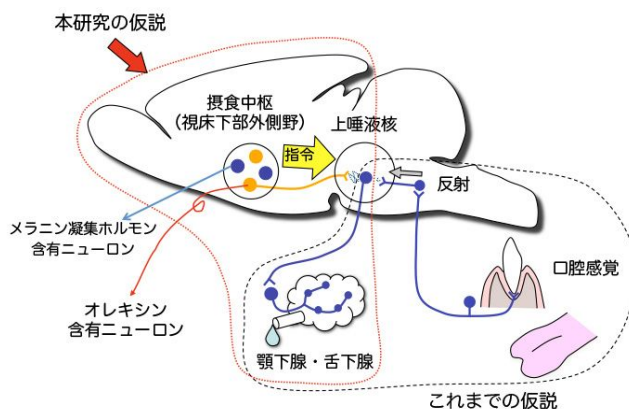 本研究の仮説
摂食中枢
(視床下部外側野)
上唾液核
指令
反射
メラニン凝集ホルモン
含有ニューロン
オレキシン
含有ニューロン
口腔感覚
顎下腺・舌下腺
これまでの仮説